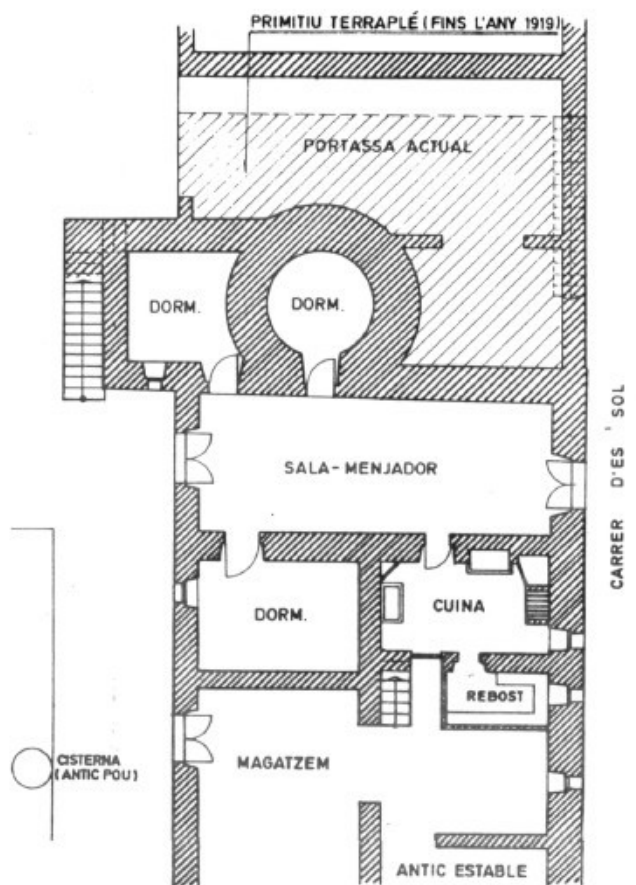 PRIMITIU TERRAPLÉ (FINS L'ANY 1919)
PORTASSA ACTUAL
DORM.
DORM.
SALA-MENJADOR
CARRER D'ES SOL
DORM.
CUINA
REBOST
MAGATZEM
CISTERNA
(ANTIC POU)
ANTIC ESTABLE